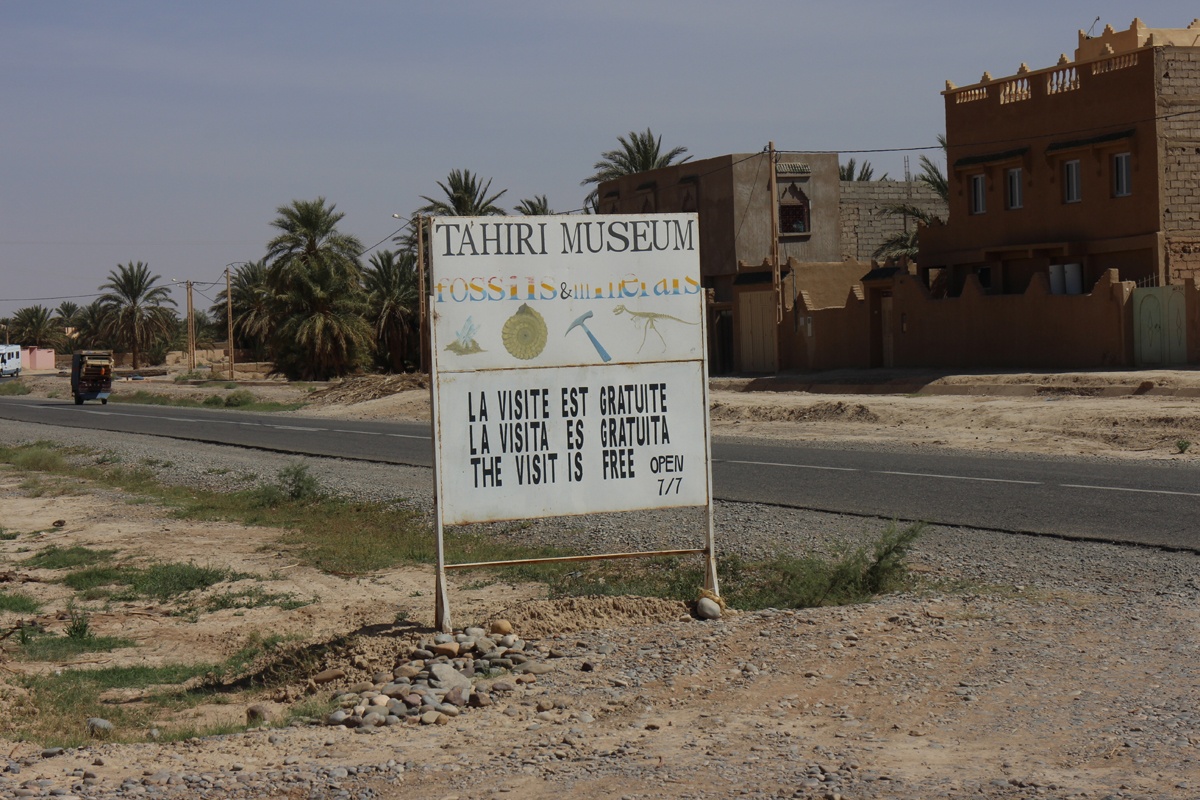 TAHIRI MUSEUM
fossils & minerals
LA VISITE EST GRATUITE
LA VISITA ES GRATUITA
THE VISIT IS FREE OPEN
7/7